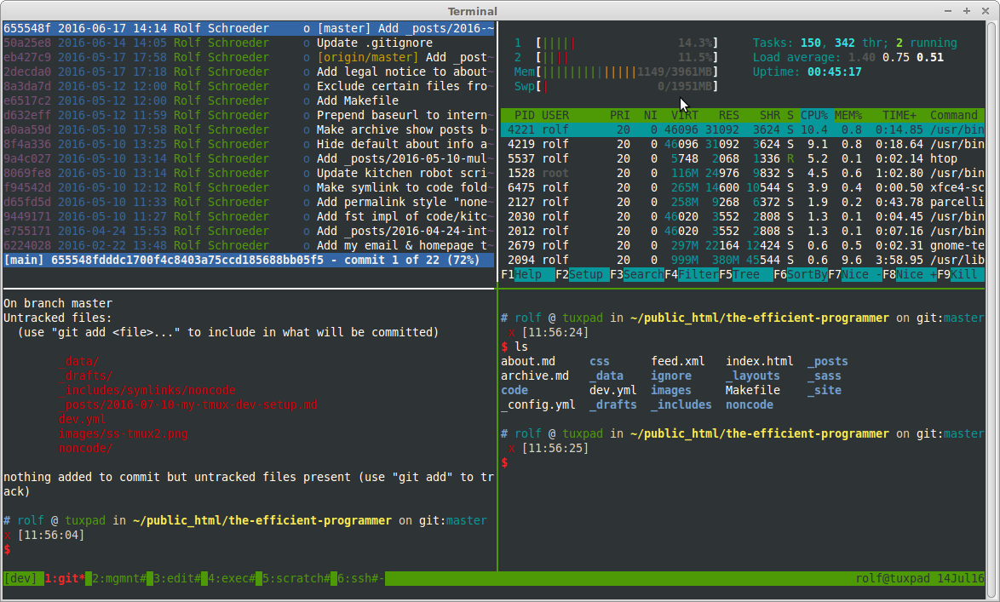 Terminal
655548f 2016-06-17 14:14 Rolf Schroeder     o [master] Add _posts/2016-~
50a25e8 2016-06-14 14:05 Rolf Schroeder     o Update .gitignore
eb427c9 2016-05-17 17:58 Rolf Schroeder     o [origin/master] Add _post~
2decda0 2016-05-17 17:18 Rolf Schroeder     o Add legal notice to about~
8a3da7d 2016-05-12 12:00 Rolf Schroeder     o Exclude certain files fro~
e6517c2 2016-05-12 12:00 Rolf Schroeder     o Add Makefile
d632eff 2016-05-12 11:59 Rolf Schroeder     o Prepend baseurl to intern~
a0aa59d 2016-05-10 17:58 Rolf Schroeder     o Make archive show posts b~
8f4a336 2016-05-10 13:25 Rolf Schroeder     o Hide default about info a~
9a4c027 2016-05-10 13:14 Rolf Schroeder     o Add _posts/2016-05-10-mul~
8069fe8 2016-05-10 13:14 Rolf Schroeder     o Update kitchen robot scri~
f94542d 2016-05-10 12:12 Rolf Schroeder     o Make symlink to code fold~
d65fd5d 2016-05-10 11:33 Rolf Schroeder     o Add permalink style "none~
9449171 2016-05-10 11:27 Rolf Schroeder     o Add fst impl of code/kitc~
e755171 2016-04-24 15:53 Rolf Schroeder     o Add _posts/2016-04-24-int~
6224028 2016-02-22 13:48 Rolf Schroeder     o Add my email & homepage t~
[main] 655548fdddc1700f4c8403a75ccd185688bb05f5 - commit 1 of 22 (72%)
1 [||||| 14.3%] Tasks: 150, 342 thr; 2 running
2 [|||| 11.5%] Load average: 1.40 0.75 0.51
Mem[||||||||||||||1149/3961MB] Uptime: 00:45:17
Swp[| 0/1951MB]
PID USER PRI NI VIRT RES SHR S CPU% MEM% TIME+ Command
4221 rolf 20 0 46096 31092 3624 S 10.4 0.8 0:14.85 /usr/bin
4219 rolf 20 0 46096 31092 3624 S 9.1 0.8 0:18.64 /usr/bin
5537 rolf 20 0 5748 2068 1336 R 5.2 0.1 0:02.14 htop
1528 root 20 0 116M 24976 9832 S 4.5 0.6 1:02.80 /usr/bin
6475 rolf 20 0 265M 14600 10544 S 3.9 0.4 0:00.50 xfce4-sc
2127 rolf 20 0 258M 9268 6372 S 1.9 0.2 0:43.78 parcelli
2030 rolf 20 0 46020 3552 2808 S 1.3 0.1 0:04.45 /usr/bin
2012 rolf 20 0 46020 3552 2808 S 1.3 0.1 0:07.16 /usr/bin
2679 rolf 20 0 297M 22164 12424 S 0.6 0.5 0:02.31 gnome-te
2094 rolf 20 0 999M 380M 45544 S 0.6 9.6 3:58.95 /usr/lib
F1Help F2Setup F3SearchF4FilterF5Tree F6SortByF7Nice -F8Nice +F9Kill
On branch master
Untracked files:
(use "git add <file>..." to include in what will be committed)
_data/
_drafts/
_includes/symlinks/noncode
_posts/2016-07-10-my-tmux-dev-setup.md
dev.yml
images/ss-tmux2.png
noncode/
nothing added to commit but untracked files present (use "git add" to tr
ack)
# rolf @ tuxpad in ~/public_html/the-efficient-programmer on git:master
x [11:56:04]
$
# rolf @ tuxpad in ~/public_html/the-efficient-programmer on git:master
x [11:56:24]
$ ls
about.md css feed.xml index.html _posts
archive.md _data ignore _layouts _sass
code dev.yml images Makefile _site
_config.yml _drafts _includes noncode
# rolf @ tuxpad in ~/public_html/the-efficient-programmer on git:master
x [11:56:25]
$
[dev] 1:git* 2:mgmnt# 3:edit# 4:exec# 5:scratch# 6:ssh#- rolf@tuxpad 14Jul16